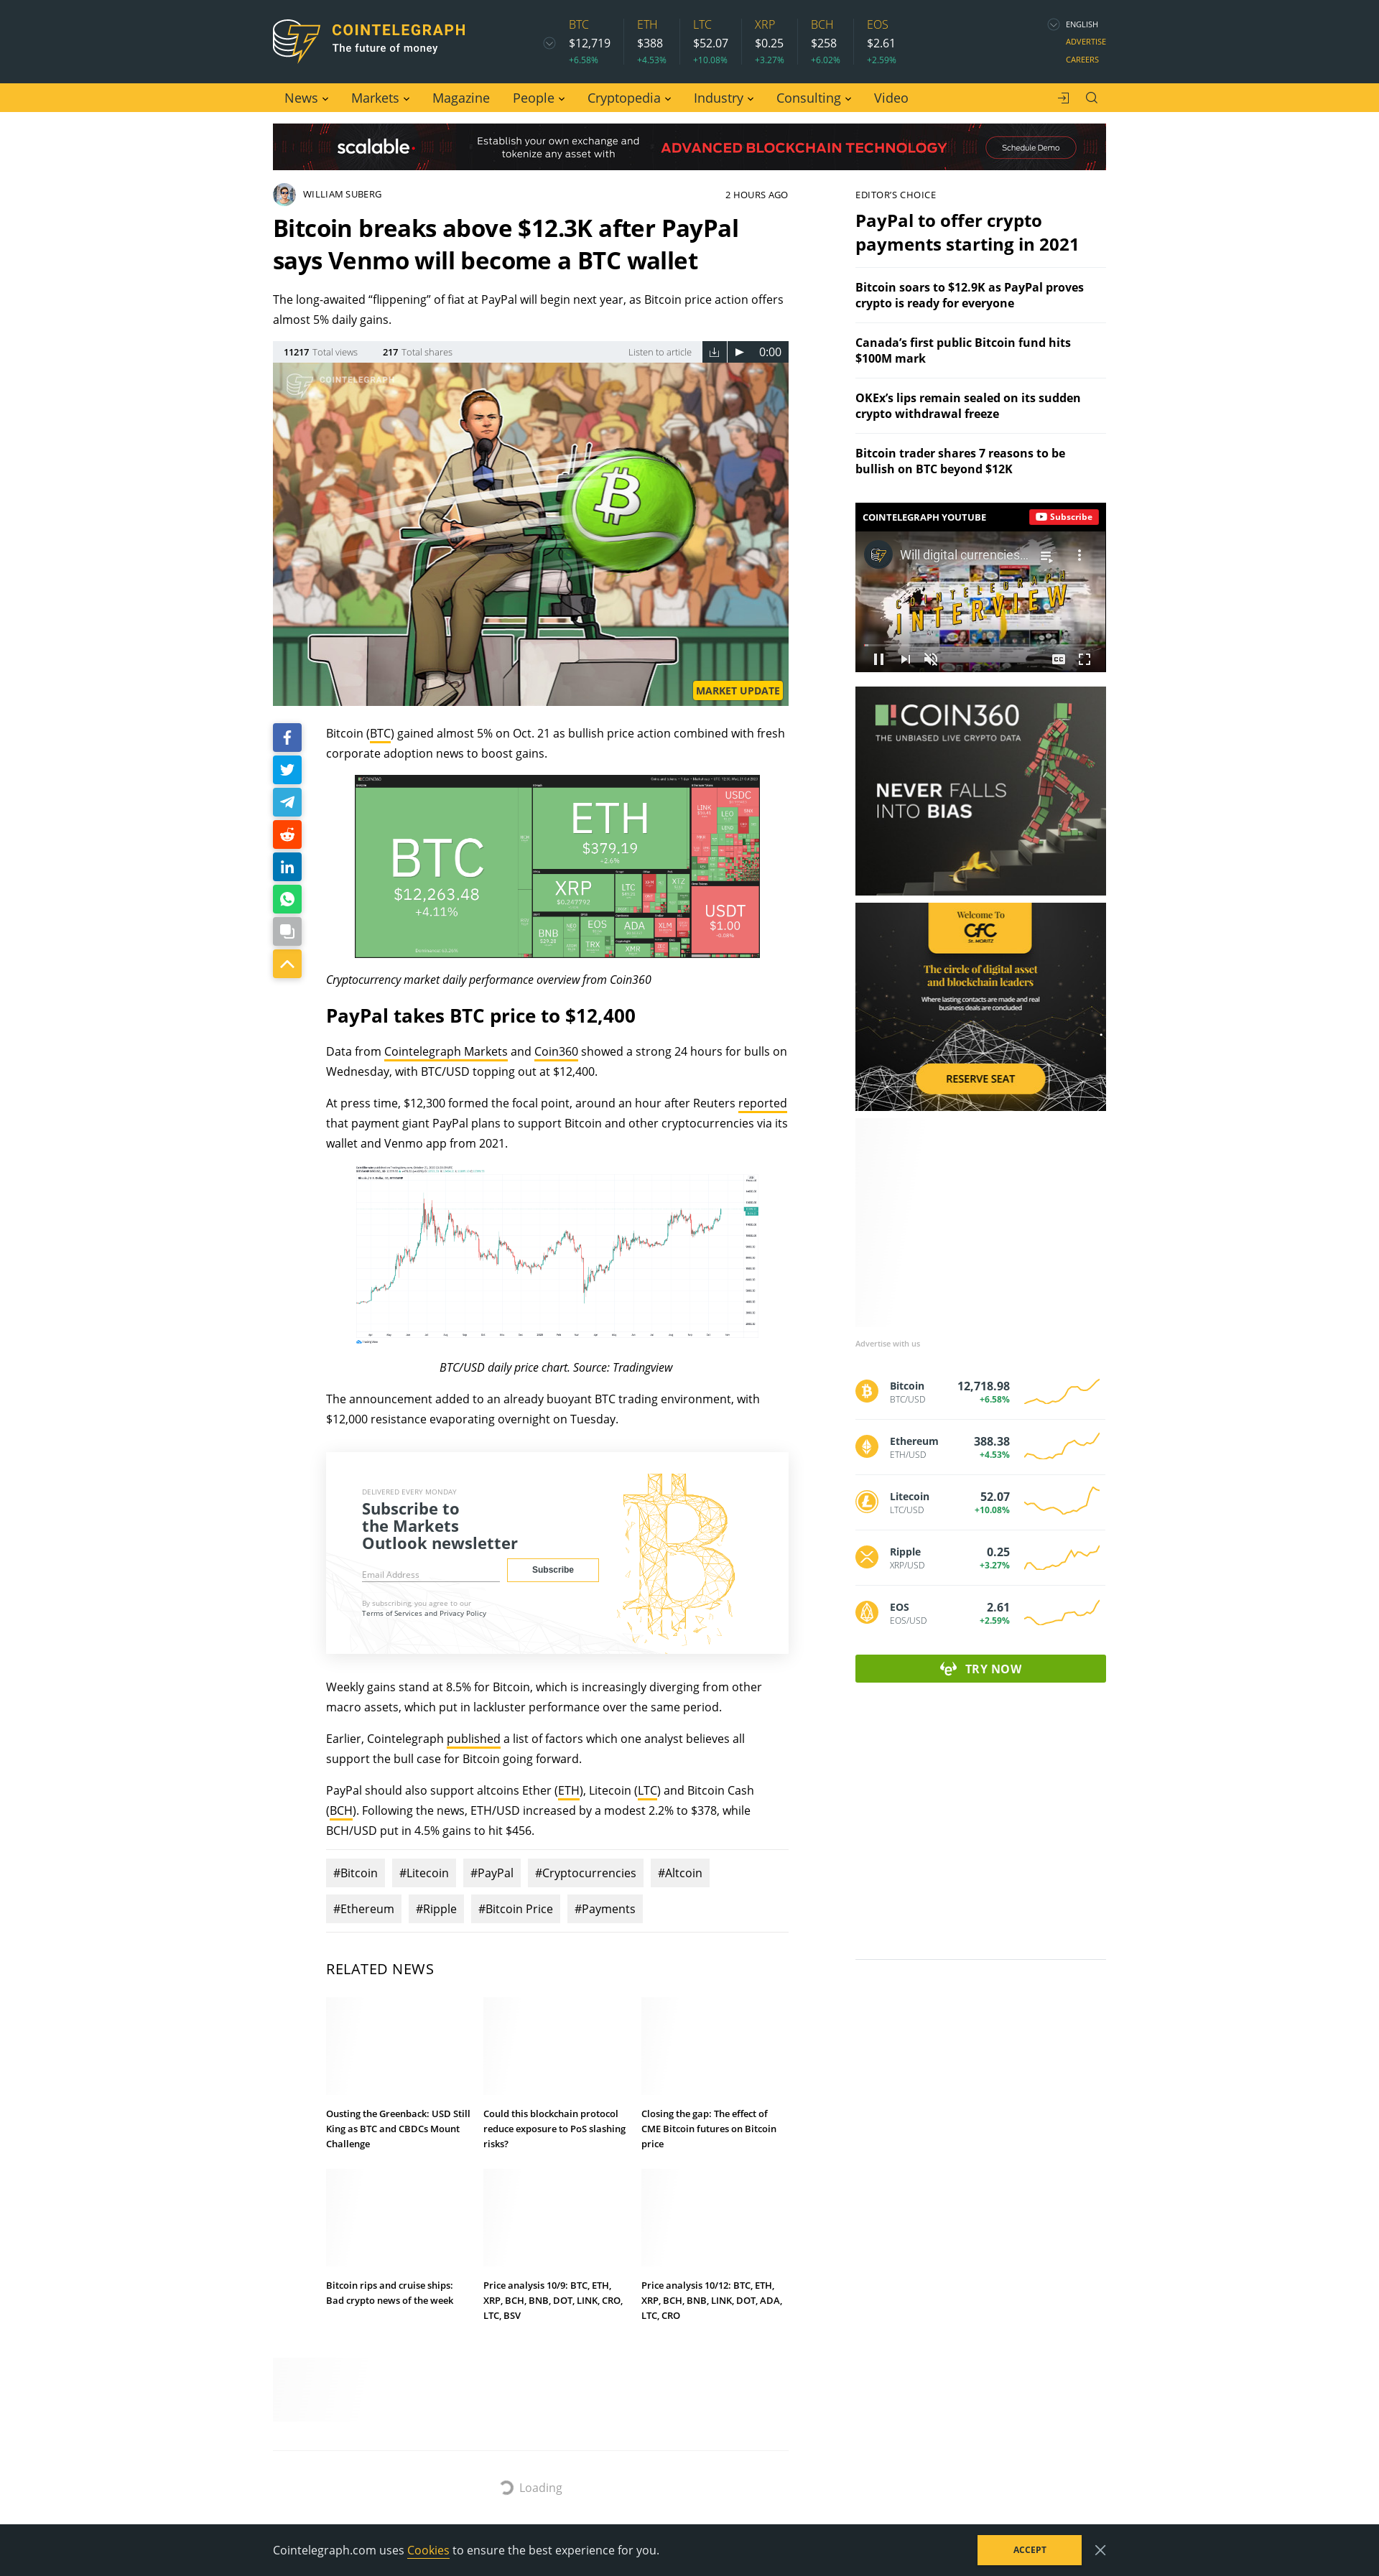 COINTELEGRAPH
The future of money
BTC
$12,719
+6.58%
ETH
$388
+4.53%
LTC
$52.07
+10.08%
XRP
$0.25
+3.27%
BCH
$258
+6.02%
EOS
$2.61
+2.59%
ENGLISH
ADVERTISE
CAREERS
News
Markets
Magazine
People
Cryptopedia
Industry
Consulting
Video
scalable
Establish your own exchange and
tokenize any asset with
ADVANCED BLOCKCHAIN TECHNOLOGY
Schedule Demo
WILLIAM SUBERG
2 HOURS AGO
Bitcoin breaks above $12.3K after PayPal
says Venmo will become a BTC wallet
The long-awaited “flippening” of fiat at PayPal will begin next year, as Bitcoin price action offers
almost 5% daily gains.
11217 Total views
217 Total shares
Listen to article
0:00
COINTELEGRAPH
MARKET UPDATE
Bitcoin (BTC) gained almost 5% on Oct. 21 as bullish price action combined with fresh
corporate adoption news to boost gains.
COIN360
BTC
$12,263.48
+4.11%
ETH
$379.19
+2.6%
XRP
$0.247792
USDC
LINK
LEO
LTC
XTZ
BNB
$29.28
NEO
EOS
TRX
ADA
XLM
XMR
USDT
$1.00
-0.08%
Cryptocurrency market daily performance overview from Coin360
PayPal takes BTC price to $12,400
Data from Cointelegraph Markets and Coin360 showed a strong 24 hours for bulls on
Wednesday, with BTC/USD topping out at $12,400.
At press time, $12,300 formed the focal point, around an hour after Reuters reported
that payment giant PayPal plans to support Bitcoin and other cryptocurrencies via its
wallet and Venmo app from 2021.
BTC/USD daily price chart. Source: Tradingview
The announcement added to an already buoyant BTC trading environment, with
$12,000 resistance evaporating overnight on Tuesday.
DELIVERED EVERY MONDAY
Subscribe to
the Markets
Outlook newsletter
Email Address
Subscribe
By subscribing, you agree to our
Terms of Services and Privacy Policy
Weekly gains stand at 8.5% for Bitcoin, which is increasingly diverging from other
macro assets, which put in lackluster performance over the same period.
Earlier, Cointelegraph published a list of factors which one analyst believes all
support the bull case for Bitcoin going forward.
PayPal should also support altcoins Ether (ETH), Litecoin (LTC) and Bitcoin Cash
(BCH). Following the news, ETH/USD increased by a modest 2.2% to $378, while
BCH/USD put in 4.5% gains to hit $456.
#Bitcoin
#Litecoin
#PayPal
#Cryptocurrencies
#Altcoin
#Ethereum
#Ripple
#Bitcoin Price
#Payments
RELATED NEWS
Ousting the Greenback: USD Still
King as BTC and CBDCs Mount
Challenge
Could this blockchain protocol
reduce exposure to PoS slashing
risks?
Closing the gap: The effect of
CME Bitcoin futures on Bitcoin
price
Bitcoin rips and cruise ships:
Bad crypto news of the week
Price analysis 10/9: BTC, ETH,
XRP, BCH, BNB, DOT, LINK, CRO,
LTC, BSV
Price analysis 10/12: BTC, ETH,
XRP, BCH, BNB, LINK, DOT, ADA,
LTC, CRO
Loading
EDITOR’S CHOICE
PayPal to offer crypto
payments starting in 2021
Bitcoin soars to $12.9K as PayPal proves
crypto is ready for everyone
Canada’s first public Bitcoin fund hits
$100M mark
OKEx’s lips remain sealed on its sudden
crypto withdrawal freeze
Bitcoin trader shares 7 reasons to be
bullish on BTC beyond $12K
COINTELEGRAPH YOUTUBE
Subscribe
Will digital currencies...
COINTELEGRAPH
INTERVIEW
COIN360
THE UNBIASED LIVE CRYPTO DATA
NEVER FALLS
INTO BIAS
Welcome To
CfC
St. MORITZ
The circle of digital asset
and blockchain leaders
Where lasting contacts are made and real
business deals are concluded
RESERVE SEAT
Advertise with us
Bitcoin
BTC/USD
12,718.98
+6.58%
Ethereum
ETH/USD
388.38
+4.53%
Litecoin
LTC/USD
52.07
+10.08%
Ripple
XRP/USD
0.25
+3.27%
EOS
EOS/USD
2.61
+2.59%
TRY NOW
Cointelegraph.com uses Cookies to ensure the best experience for you.
ACCEPT